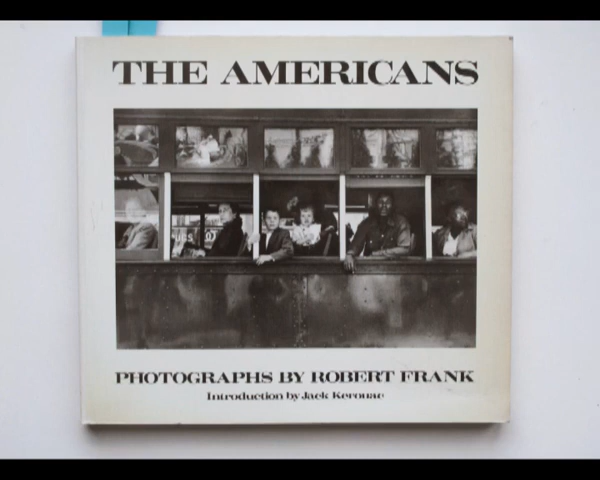 THE AMERICANS
PHOTOGRAPHS BY ROBERT FRANK
Introduction by Jack Kerouac